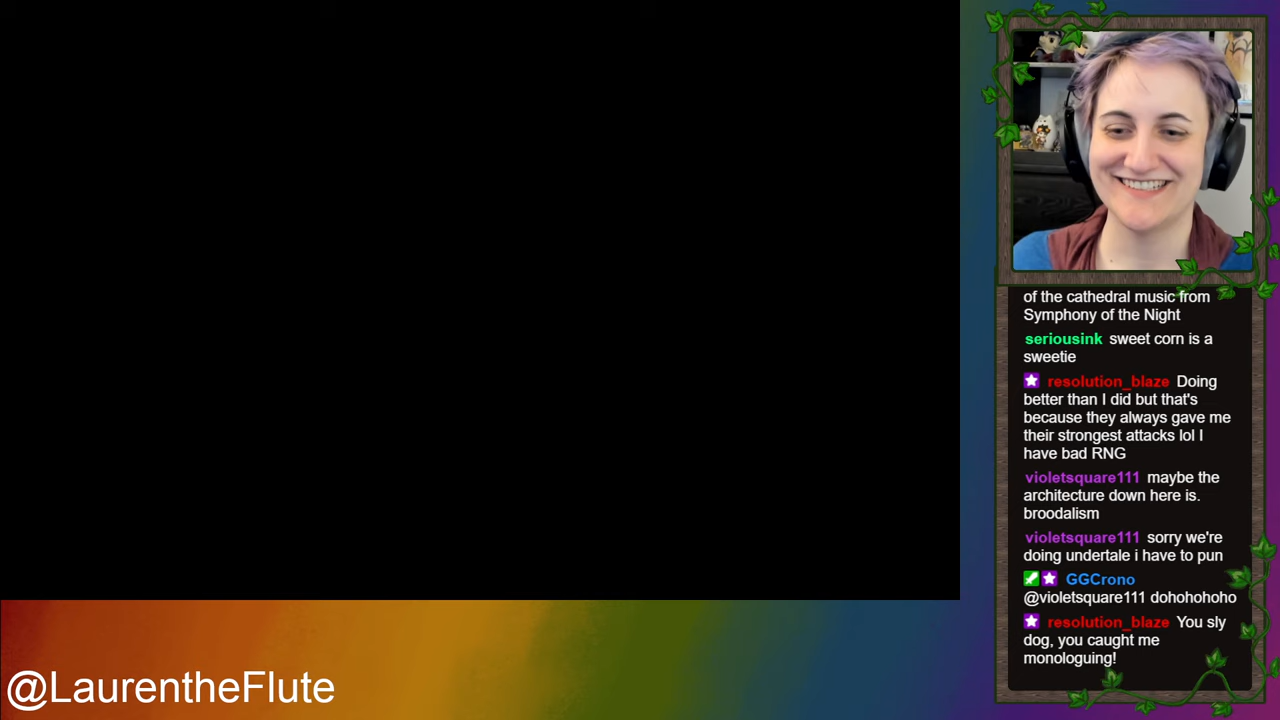 of the cathedral music from
Symphony of the Night
seriousink sweet corn is a
sweetie
resolution_blaze Doing
better than I did but that's
because they always gave me
their strongest attacks lol I
have bad RNG
violetsquare111 maybe the
architecture down here is.
broodalism
violetsquare111 sorry we're
doing undertale i have to pun
GGCrono
@violetsquare111 dohohohoho
resolution_blaze You sly
dog, you caught me
monologuing!
@LaurentheFlute